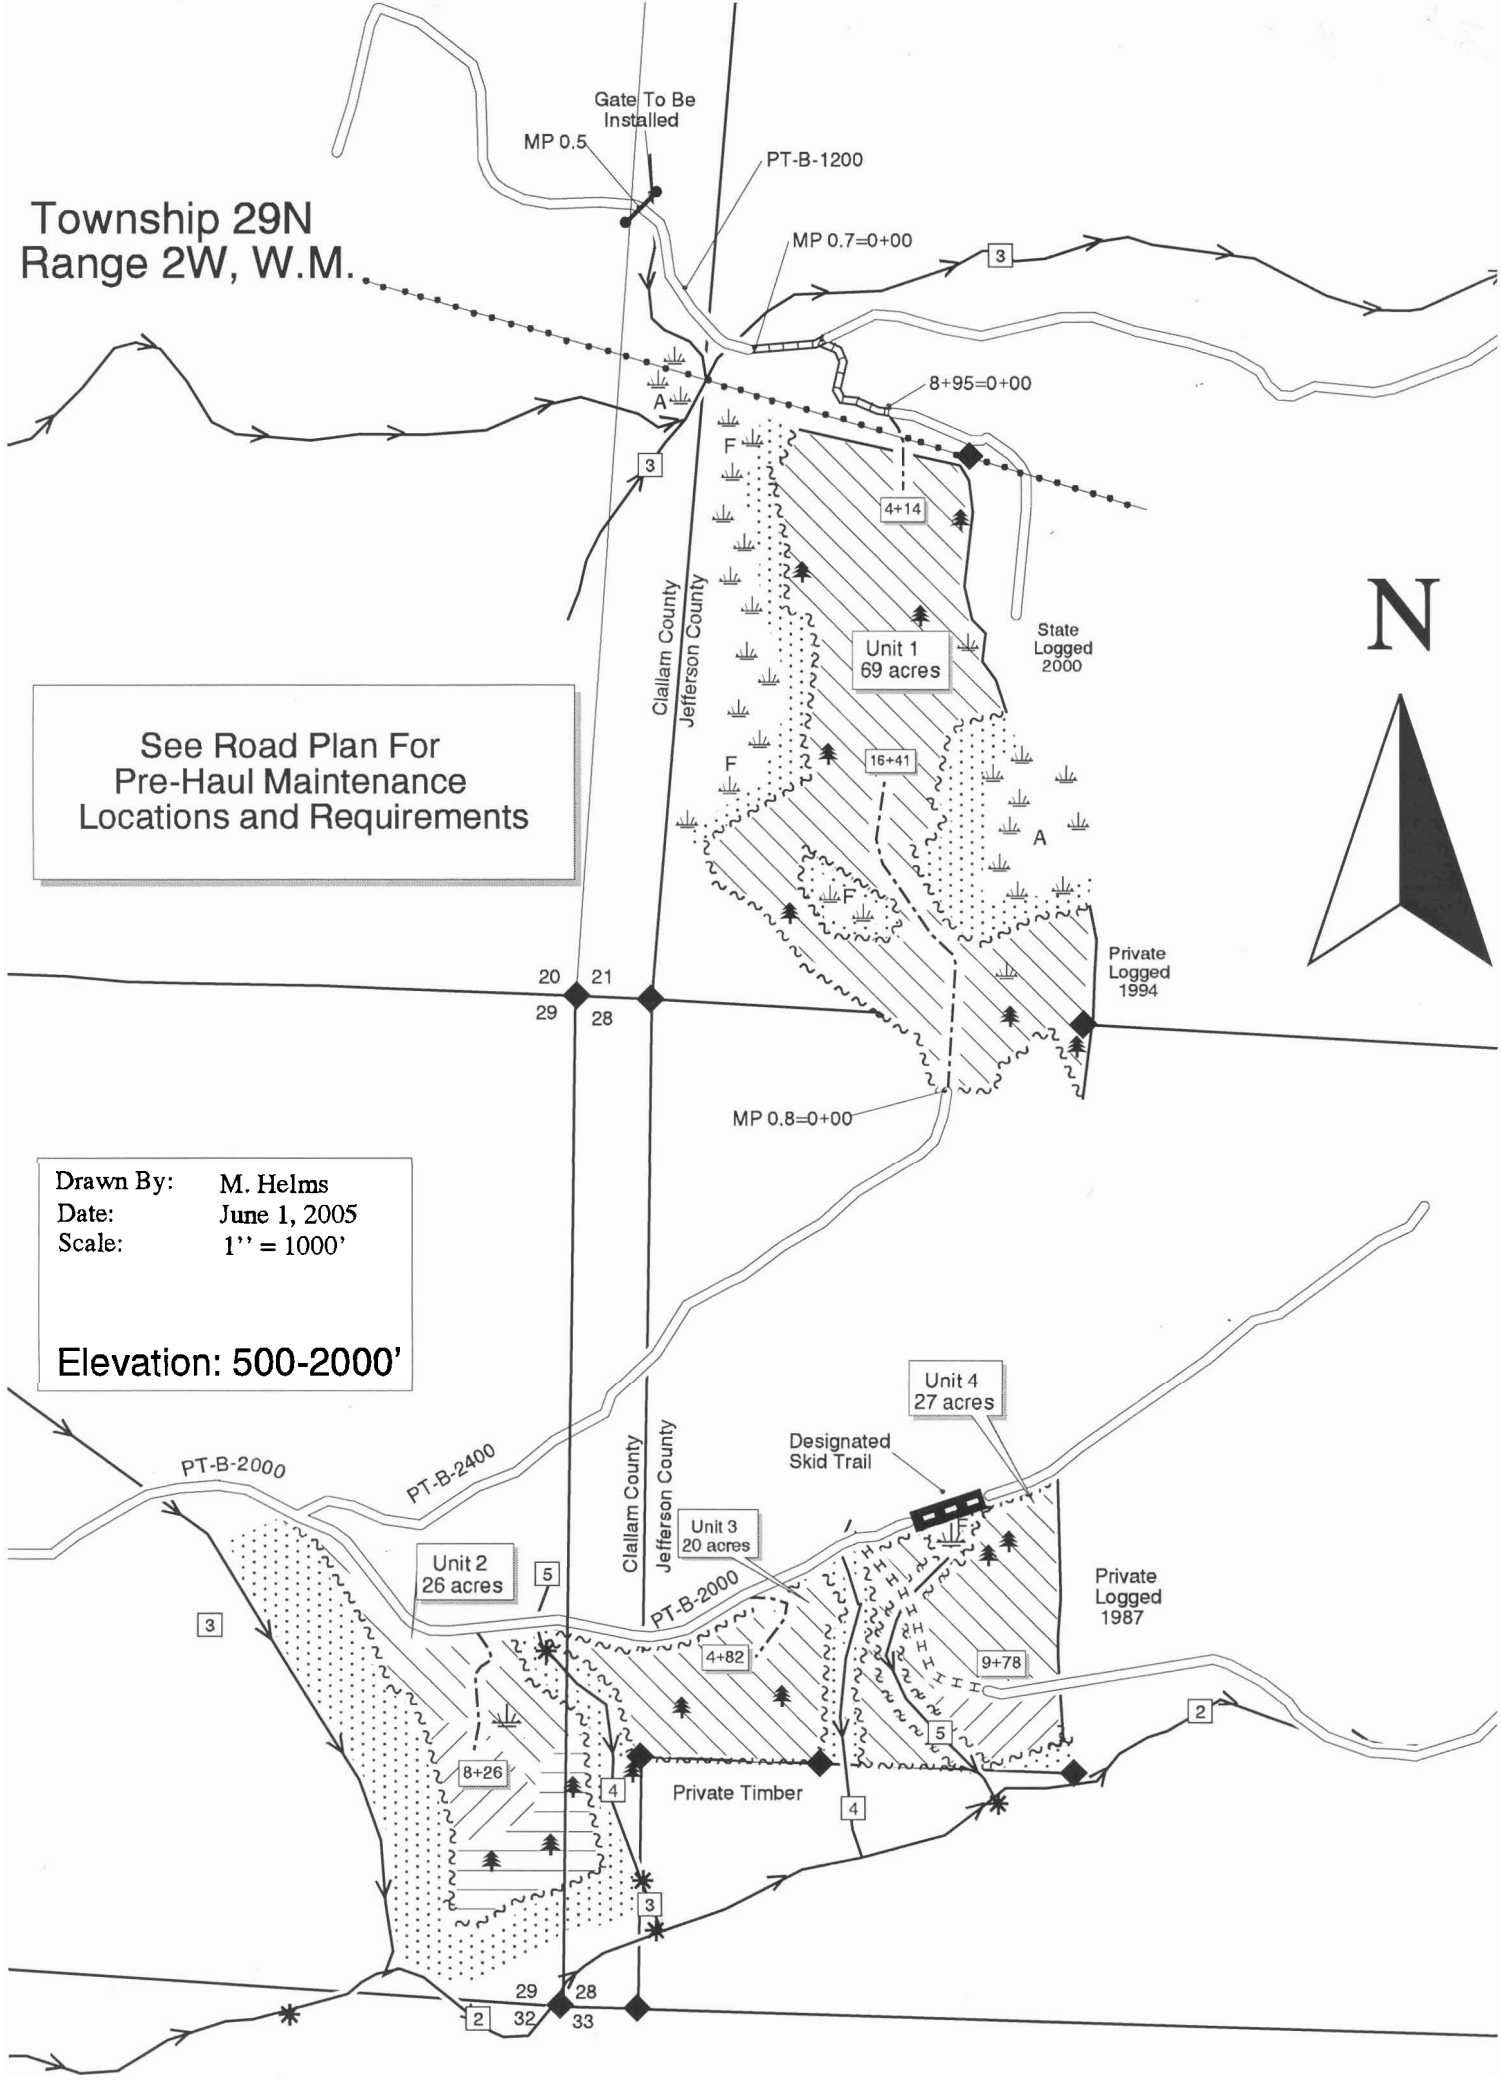 Gate To Be
Installed
MP 0.5
PT-B-1200
Township 29N
Range 2W, W.M.
MP 0.7=0+00
3
8+95=0+00
A
F
3
4+14
Clallam County
Jefferson County
State
Logged
2000
N
Unit 1
69 acres
See Road Plan For
Pre-Haul Maintenance
Locations and Requirements
F
16+41
A
F
Private
Logged
1994
20
21
29
28
MP 0.8=0+00
Drawn By: M. Helms
Date: June 1, 2005
Scale: 1'' = 1000'
Elevation: 500-2000'
Unit 4
27 acres
Designated
Skid Trail
PT-B-2000
PT-B-2400
Clallam County
Jefferson County
Unit 3
20 acres
F
Unit 2
26 acres
5
PT-B-2000
Private
Logged
1987
3
4+82
9+78
2
5
8+26
4
Private Timber
4
3
29
28
2
32
33